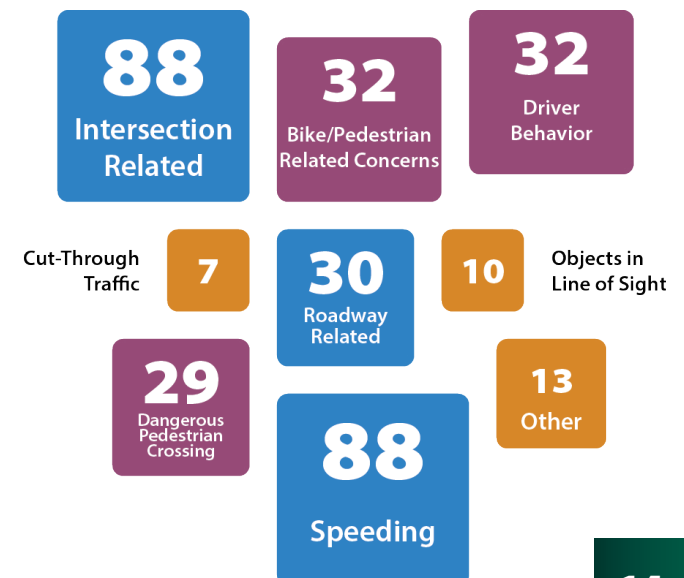 88
Intersection
Related
32
Bike/Pedestrian
Related Concerns
32
Driver
Behavior
Cut-Through
Traffic
7
30
Roadway
Related
10
Objects in
Line of Sight
29
Dangerous
Pedestrian
Crossing
13
Other
88
Speeding